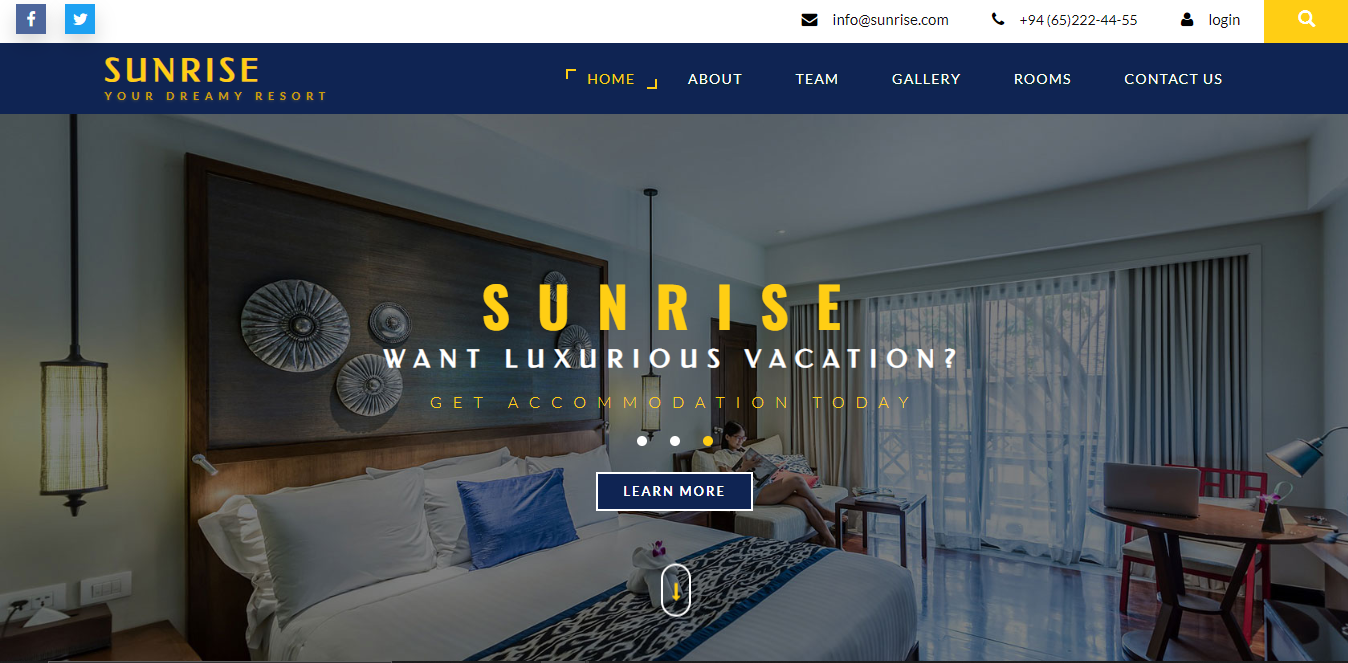 info@sunrise.com
+94 (65)222-44-55
login
SUNRISE
YOUR DREAMY RESORT
HOME
ABOUT
TEAM
GALLERY
ROOMS
CONTACT US
SUNRISE
WANT LUXURIOUS VACATION?
GET ACCOMMODATION TODAY
LEARN MORE